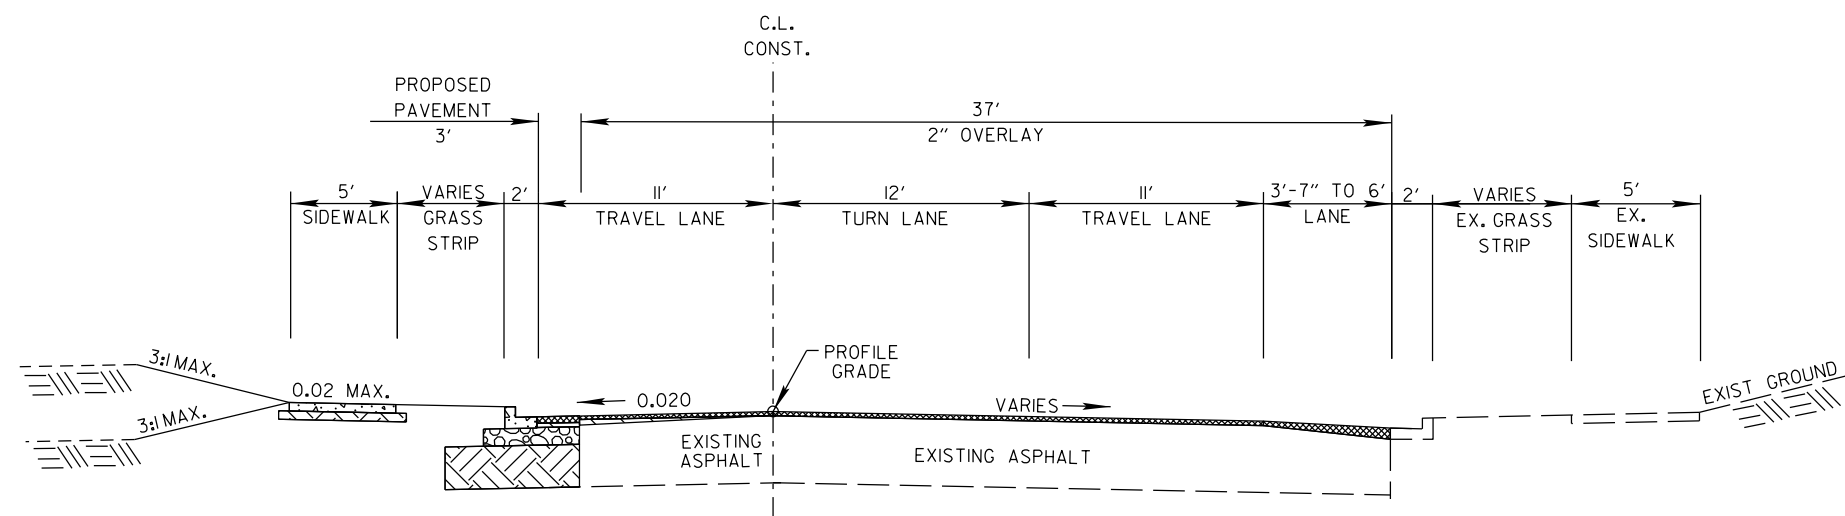 C.L.
CONST.
PROPOSED
PAVEMENT
3'
37'
2" OVERLAY
5'
SIDEWALK
VARIES
GRASS
STRIP
2'
11'
TRAVEL LANE
12'
TURN LANE
11'
TRAVEL LANE
3'-7" TO 6'
LANE
2'
VARIES
EX. GRASS
STRIP
5'
EX.
SIDEWALK
3:1 MAX.
3:1 MAX.
0.02 MAX.
0.020
PROFILE
GRADE
VARIES
EXIST GROUND
EXISTING
ASPHALT
EXISTING ASPHALT